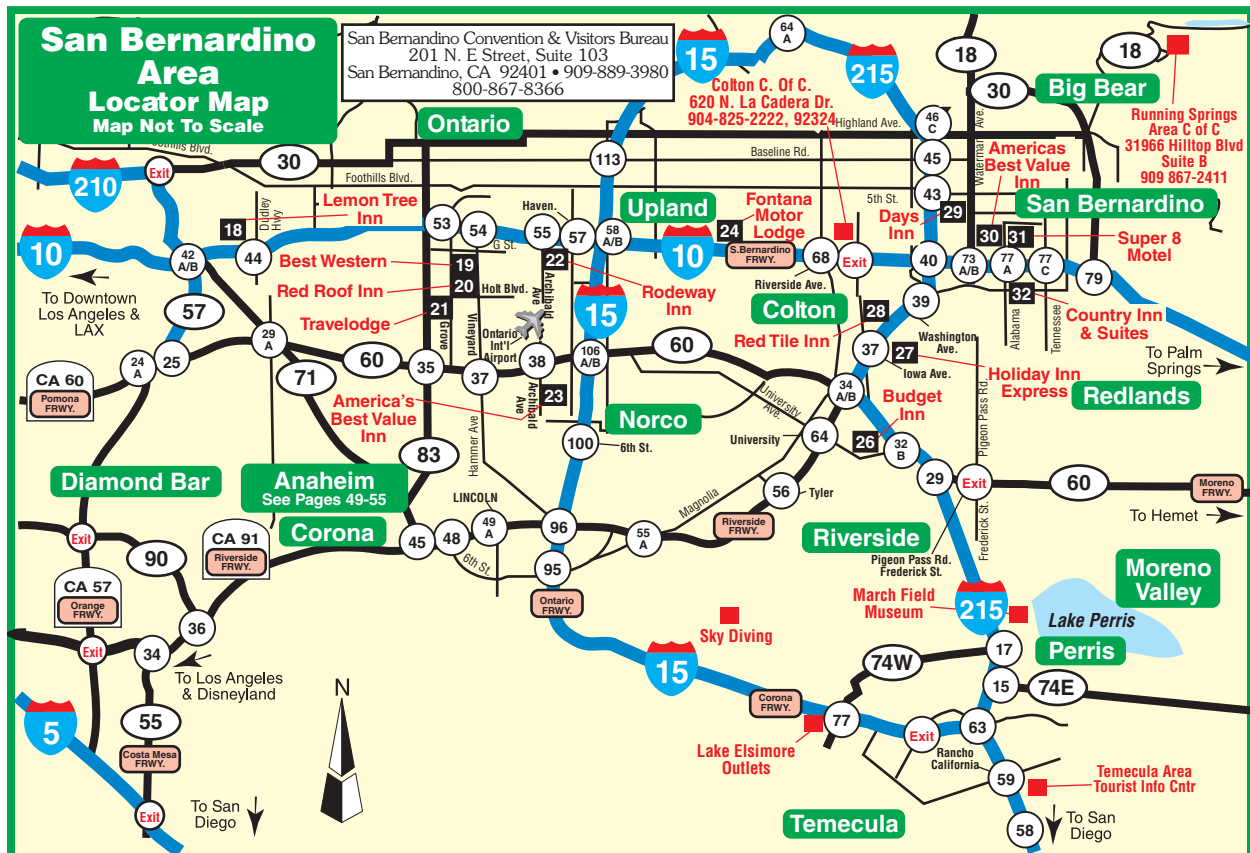 San Bernardino
Area
Locator Map
Map Not To Scale
San Bernandino Convention & Visitors Bureau
201 N. E Street, Suite 103
San Bernandino, CA 92401 • 909-889-3980
800-867-8366
15
64
A
215
18
18
30
Big Bear
Colton C. Of C.
620 N. La Cadera Dr.
904-825-2222, 92324
Running Springs
Area C of C
31966 Hilltop Blvd
Suite B
909 867-2411
Ontario
Highland Ave.
46
C
Waterman Ave.
Foothills Blvd.
30
Baseline Rd.
113
45
Americas
Best Value
Inn
210
Exit
Foothills Blvd.
43
5th St.
Lemon Tree
Inn
Dudley
Hwy
Haven.
Upland
Fontana
Motor
Lodge
Days
Inn
29
San Bernardino
10
42
A/B
18
44
53
54
G St.
55
57
58
A/B
10
24
S.Bernardino
FRWY.
68
Exit
40
73
A/B
30
31
77
A
77
C
79
Super 8
Motel
To Downtown
Los Angeles &
LAX
Best Western
19
22
Rodeway
Inn
Riverside Ave.
32
Country Inn
& Suites
Red Roof Inn
20
Holt Blvd.
Archibald
Ave
Colton
28
39
57
Travelodge
21
Grove
Vineyard
Ontario
Int'l
Airport
15
Red Tile Inn
Washington
Ave.
Alabama
Tennessee
29
A
24
A
25
60
35
37
38
106
A/B
60
37
27
Iowa Ave.
Holiday Inn
Express
To Palm
Springs
CA 60
Pomona
FRWY.
71
America's
Best Value
Inn
23
Archibald
Ave
Norco
University
Ave.
34
A/B
Budget
Inn
Pigeon Pass Rd.
Redlands
83
Hammer Ave
100
6th St.
University
64
26
32
B
Diamond Bar
Anaheim
See Pages 49-55
Corona
LINCOLN
Magnolia
56
Tyler
29
Exit
60
Moreno
FRWY.
To Hemet
Exit
90
CA 91
Riverside
FRWY.
45
48
49
A
96
55
A
Riverside
FRWY.
Riverside
Frederick St.
6th St.
95
Pigeon Pass Rd.
Frederick St.
Moreno
Valley
CA 57
Orange
FRWY.
Ontario
FRWY.
March Field
Museum
215
Lake Perris
36
Exit
34
Sky Diving
17
Perris
To Los Angeles
& Disneyland
N
15
74W
15
74E
5
55
Corona
FRWY.
77
Exit
63
Costa Mesa
FRWY.
Lake Elsimore
Outlets
Rancho
California
59
Temecula Area
Tourist Info Cntr
Exit
To San
Diego
Temecula
58
To San
Diego